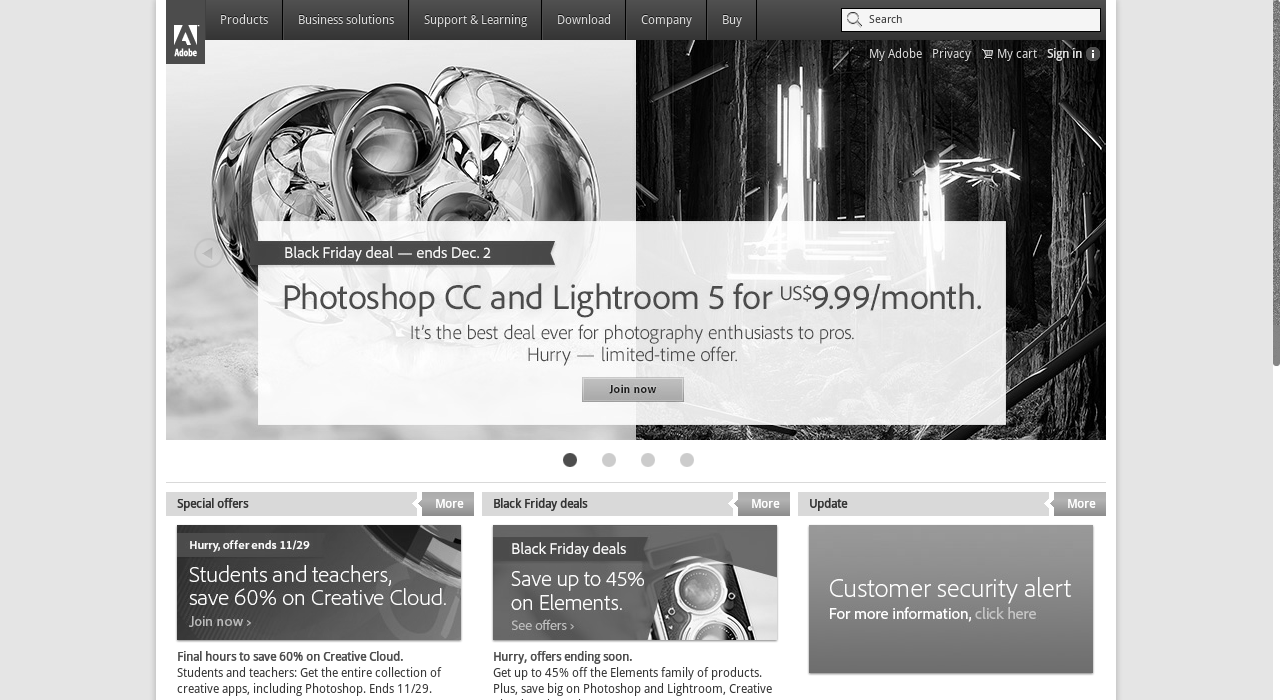 Products
Business solutions
Support & Learning
Download
Company
Buy
Search
Adobe
My Adobe
Privacy
My cart
Sign in
Black Friday deal — ends Dec. 2
Photoshop CC and Lightroom 5 for US$9.99/month.
It's the best deal ever for photography enthusiasts to pros.
Hurry — limited-time offer.
Join now
Special offers
More
Black Friday deals
More
Update
More
Hurry, offer ends 11/29
Students and teachers,
save 60% on Creative Cloud.
Join now ›
Black Friday deals
Save up to 45%
on Elements.
See offers ›
Customer security alert
For more information, click here
Final hours to save 60% on Creative Cloud.
Students and teachers: Get the entire collection of
creative apps, including Photoshop. Ends 11/29.
Hurry, offers ending soon.
Get up to 45% off the Elements family of products.
Plus, save big on Photoshop and Lightroom, Creative